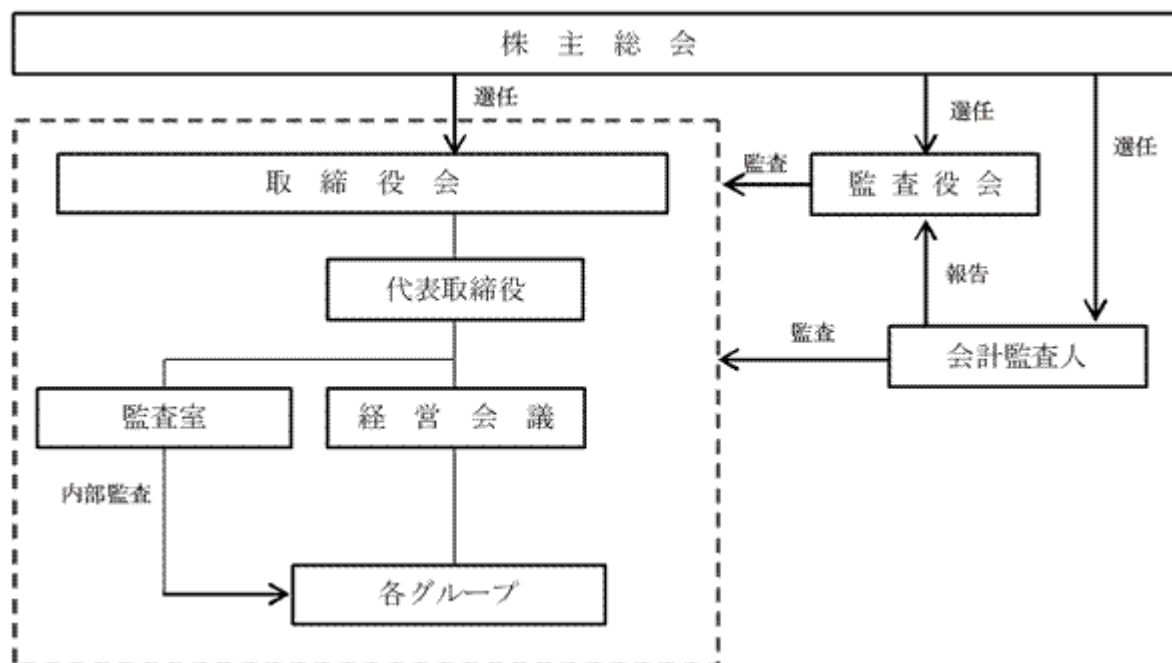 株主総会
選任
選任
選任
取締役会
監査
監査役会
代表取締役
報告
監査
会計監査人
監査室
経営会議
内部監査
各グループ